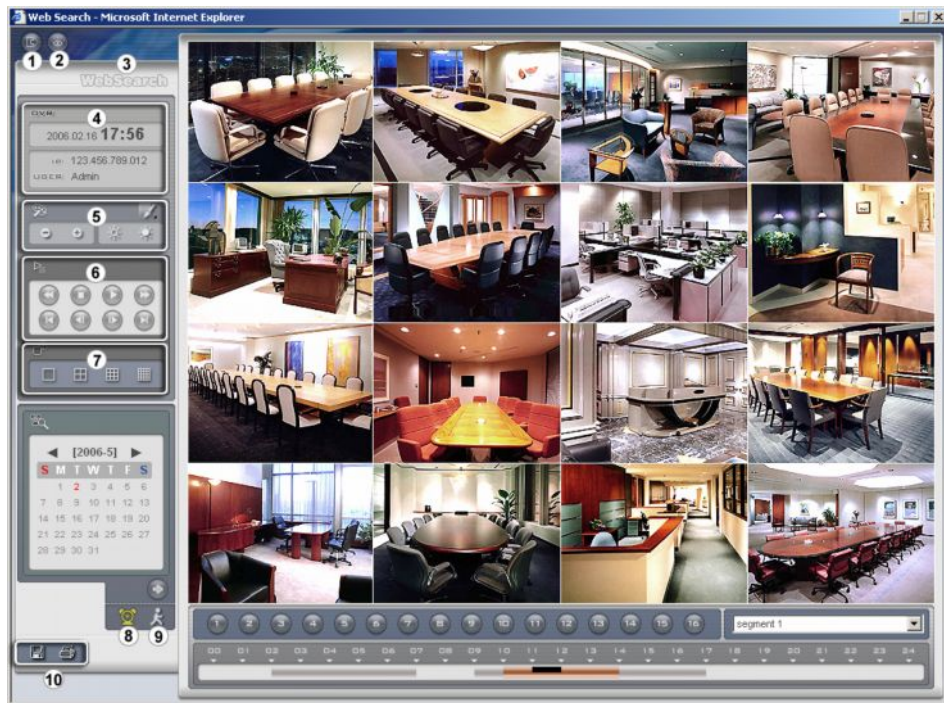 Web Search - Microsoft Internet Explorer
1 2 3
WebSearch
4
DVR:
2006.02.16 17:56
IP: 123.456.789.012
USER: Admin
5
6
7
[2006-5]
S M T W T F S
1 2 3 4 5 6
7 8 9 10 11 12 13
14 15 16 17 18 19 20
21 22 23 24 25 26 27
28 29 30 31
8 9
10
1 2 3 4 5 6 7 8 9 10 11 12 13 14 15 16
segment 1
00 01 02 03 04 05 06 07 08 09 10 11 12 13 14 15 16 17 18 19 20 21 22 23 24